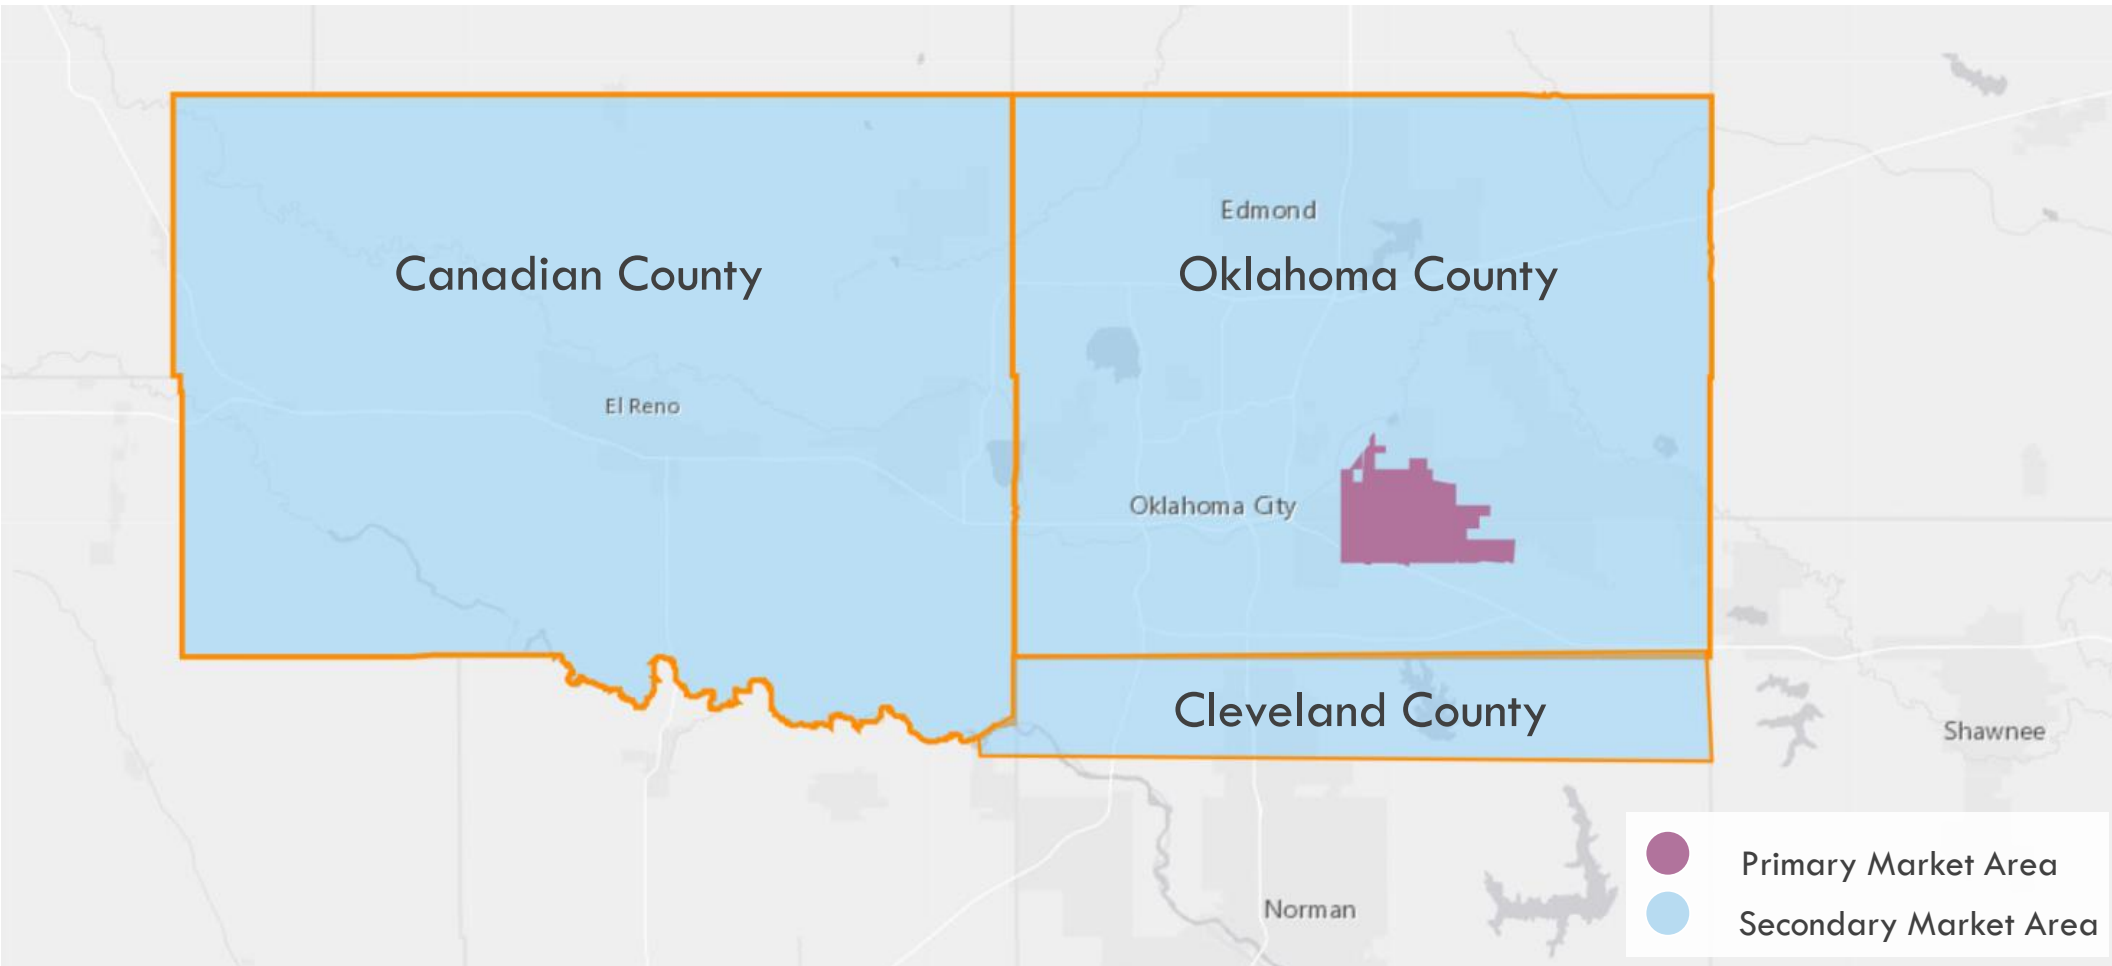 Edmond
Canadian County
Oklahoma County
El Reno
Oklahoma City
Cleveland County
Shawnee
Norman
Primary Market Area
Secondary Market Area